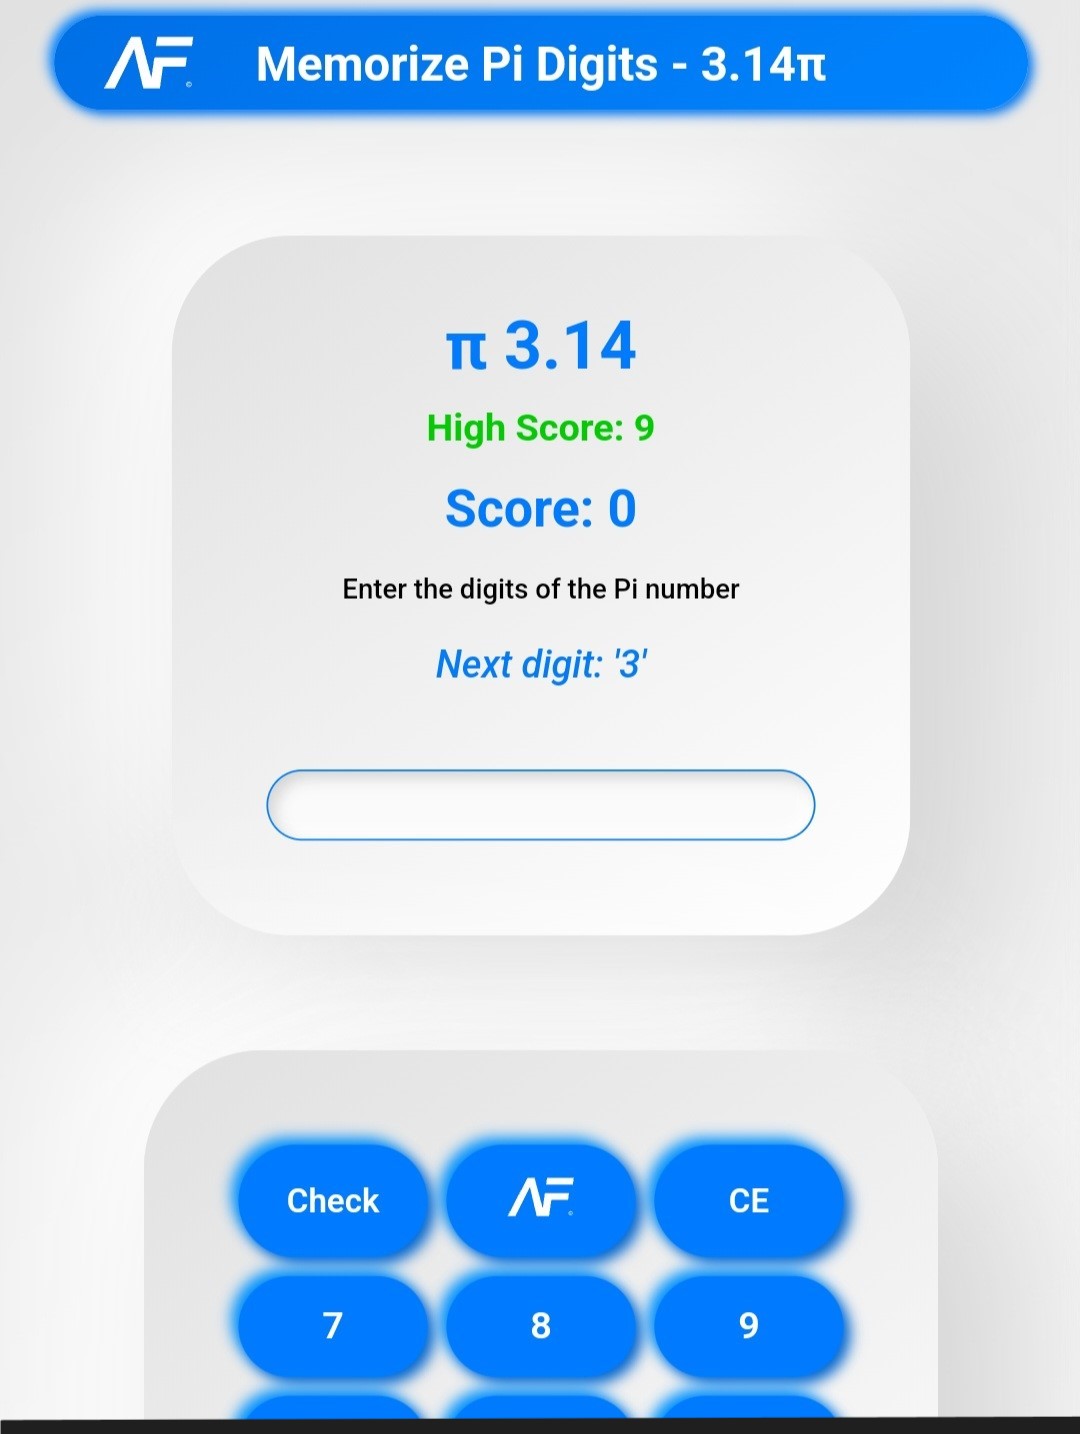 AF
Memorize Pi Digits - 3.14π
π 3.14
High Score: 9
Score: 0
Enter the digits of the Pi number
Next digit: '3'
Check
AF
CE
7
8
9